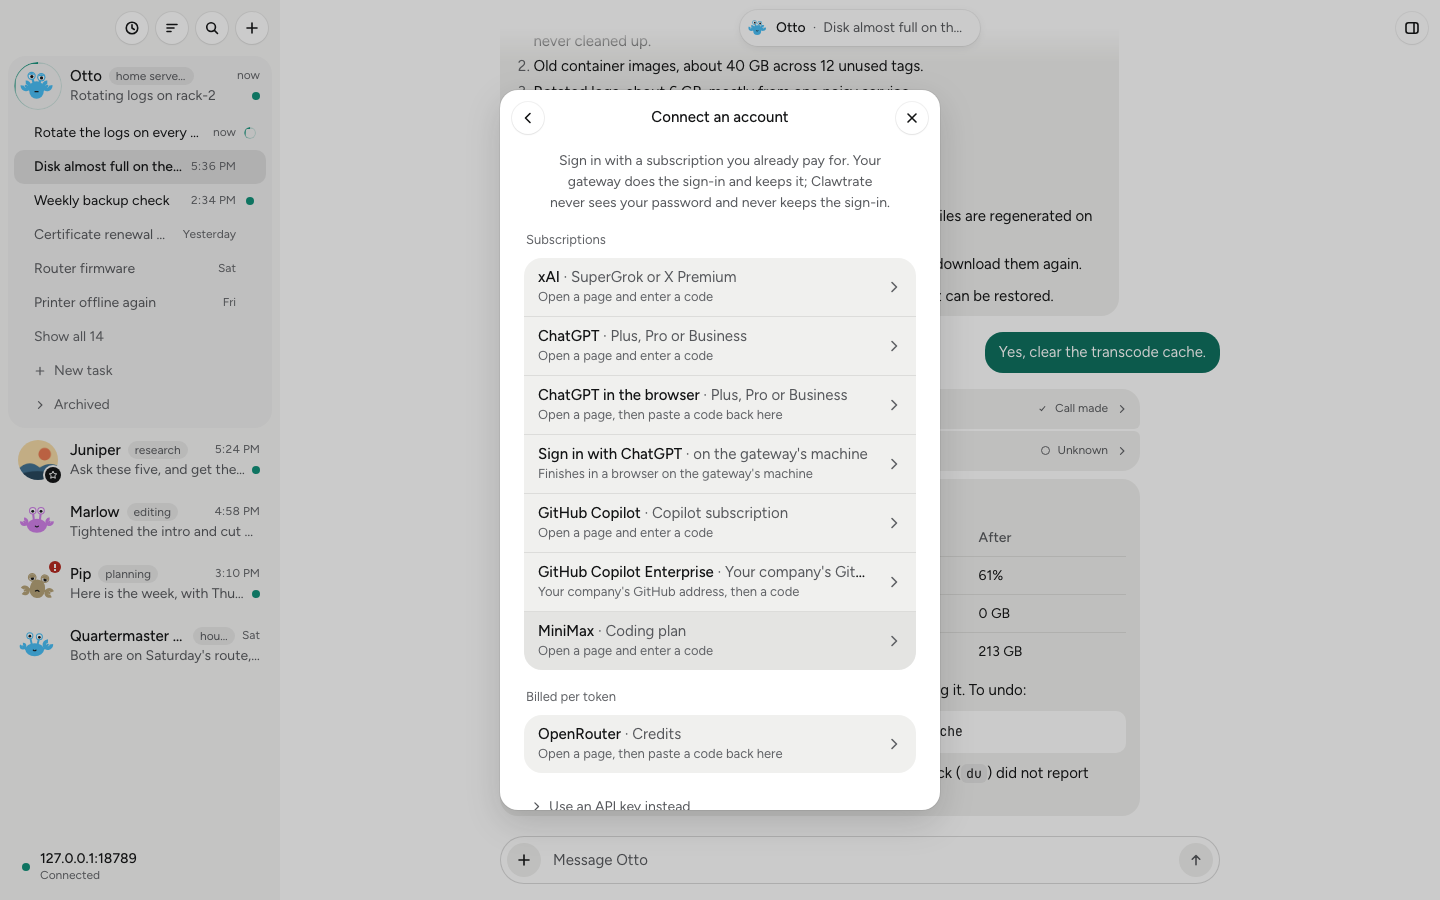 Otto home serve... now
Rotating logs on rack-2
Rotate the logs on every ... now
Disk almost full on the... 5:36 PM
Weekly backup check 2:34 PM
Certificate renewal ... Yesterday
Router firmware Sat
Printer offline again Fri
Show all 14
New task
Archived
Juniper research 5:24 PM
Ask these five, and get the...
Marlow editing 4:58 PM
Tightened the intro and cut ...
Pip planning 3:10 PM
Here is the week, with Thu...
Quartermaster ... hou... Sat
Both are on Saturday's route,...
127.0.0.1:18789
Connected
Otto · Disk almost full on th...
never cleaned up.
2. Old container images, about 40 GB across 12 unused tags.
Connect an account
Sign in with a subscription you already pay for. Your
gateway does the sign-in and keeps it; Clawtrate
never sees your password and never keeps the sign-in.
Subscriptions
xAI · SuperGrok or X Premium
Open a page and enter a code
ChatGPT · Plus, Pro or Business
Open a page and enter a code
ChatGPT in the browser · Plus, Pro or Business
Open a page, then paste a code back here
Sign in with ChatGPT · on the gateway's machine
Finishes in a browser on the gateway's machine
GitHub Copilot · Copilot subscription
Open a page and enter a code
GitHub Copilot Enterprise · Your company's Git...
Your company's GitHub address, then a code
MiniMax · Coding plan
Open a page and enter a code
Billed per token
OpenRouter · Credits
Open a page, then paste a code back here
Use an API key instead
iles are regenerated on
download them again.
can be restored.
Yes, clear the transcode cache.
Call made
Unknown
After
61%
0 GB
213 GB
g it. To undo:
che
ck (du) did not report
Message Otto